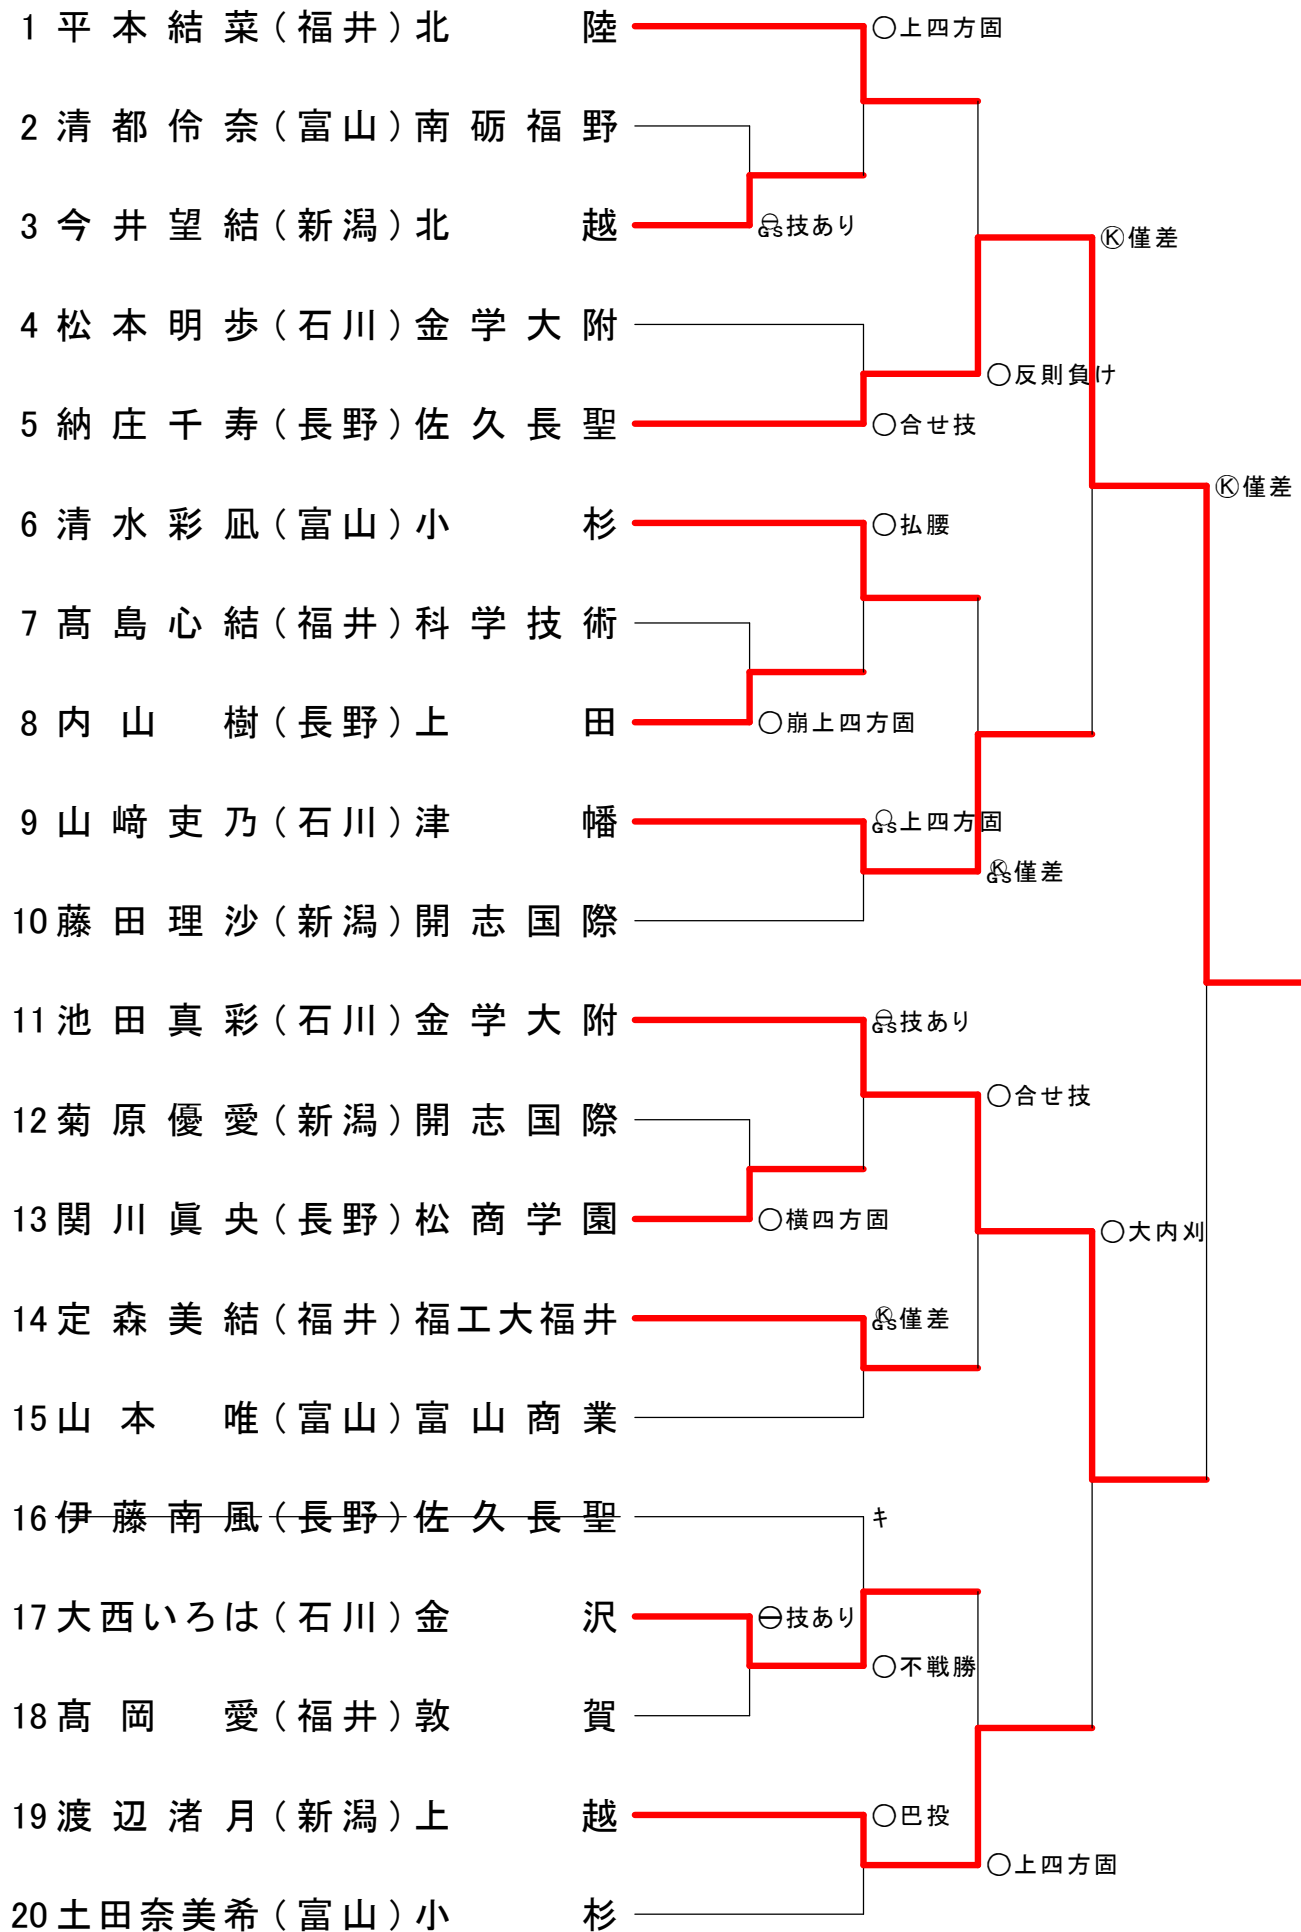 1 平本結菜(福井)北陸 ○上四方固
2 清都伶奈(富山)南砺福野
3 今井望結(新潟)北越 GS技あり
Ⓚ僅差
4 松本明歩(石川)金学大附
○反則負け
5 納庄千寿(長野)佐久長聖 ○合せ技
Ⓚ僅差
6 清水彩凪(富山)小杉 ○払腰
7 髙島心結(福井)科学技術
8 内山樹(長野)上田 ○崩上四方固
9 山﨑吏乃(石川)津幡 ○GS上四方固
ⓀGS僅差
10 藤田理沙(新潟)開志国際
11 池田真彩(石川)金学大附 GS技あり
○合せ技
12 菊原優愛(新潟)開志国際
13 関川眞央(長野)松商学園 ○横四方固
○大内刈
14 定森美結(福井)福工大福井 ⓀGS僅差
15 山本唯(富山)富山商業
16 伊藤南風(長野)佐久長聖 キ
17 大西いろは(石川)金沢 ⊖技あり
○不戦勝
18 髙岡愛(福井)敦賀
19 渡辺渚月(新潟)上越 ○巴投
○上四方固
20 土田奈美希(富山)小杉